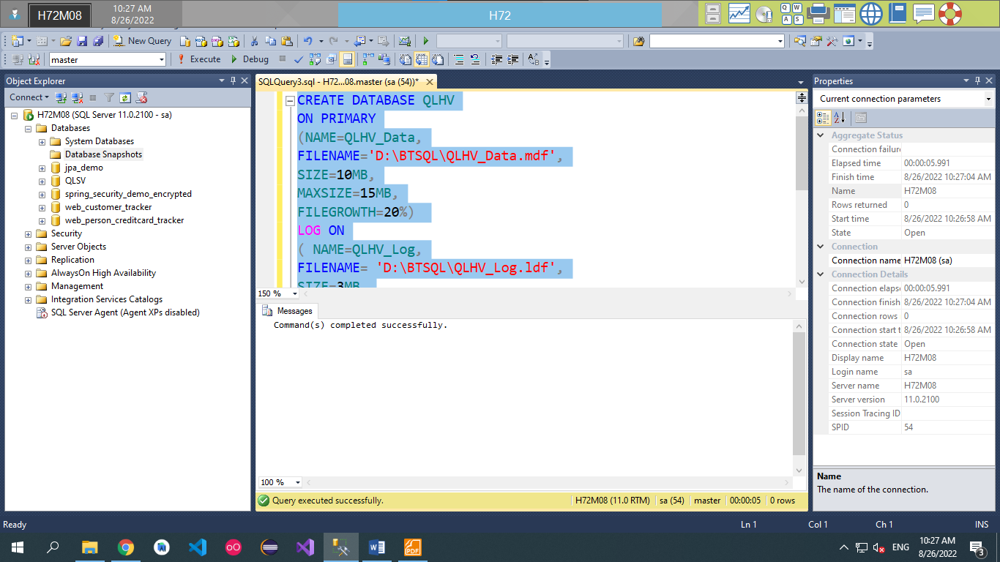 H72M08
10:27 AM
8/26/2022
H72
Q W
A S
New Query
master
Execute
Debug
Object Explorer
Connect
H72M08 (SQL Server 11.0.2100 - sa)
Databases
System Databases
Database Snapshots
jpa_demo
QLSV
spring_security_demo_encrypted
web_customer_tracker
web_person_creditcard_tracker
Security
Server Objects
Replication
AlwaysOn High Availability
Management
Integration Services Catalogs
SQL Server Agent (Agent XPs disabled)
SQLQuery3.sql - H72...08.master (sa (54))*
CREATE DATABASE QLHV
ON PRIMARY
(NAME=QLHV_Data,
FILENAME='D:\BTSQL\QLHV_Data.mdf',
SIZE=10MB,
MAXSIZE=15MB,
FILEGROWTH=20%)
LOG ON
( NAME=QLHV_Log,
FILENAME= 'D:\BTSQL\QLHV_Log.ldf',
SIZE=3MB
150 %
Messages
Command(s) completed successfully.
100 %
Query executed successfully.
H72M08 (11.0 RTM)
sa (54)
master
00:00:05
0 rows
Properties
Current connection parameters
Aggregate Status
Connection failure
Elapsed time 00:00:05.991
Finish time 8/26/2022 10:27:04 AM
Name H72M08
Rows returned 0
Start time 8/26/2022 10:26:58 AM
State Open
Connection
Connection name H72M08 (sa)
Connection Details
Connection elapse 00:00:05.991
Connection finish 8/26/2022 10:27:04 AM
Connection rows 0
Connection start t 8/26/2022 10:26:58 AM
Connection state Open
Display name H72M08
Login name sa
Server name H72M08
Server version 11.0.2100
Session Tracing ID
SPID 54
Name
The name of the connection.
Ready
Ln 1
Col 1
Ch 1
INS
ENG
10:27 AM
8/26/2022
3